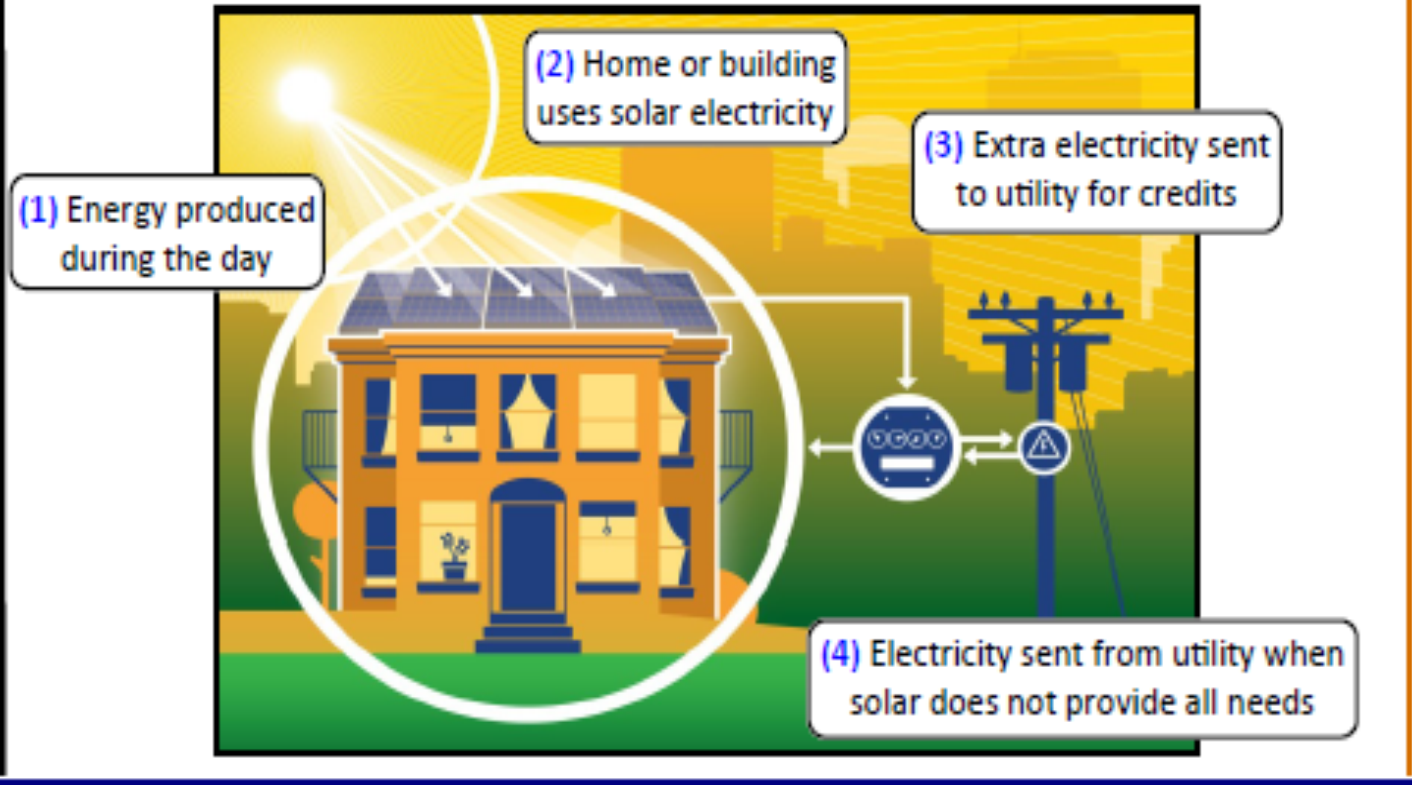 (1) Energy produced
during the day
(2) Home or building
uses solar electricity
(3) Extra electricity sent
to utility for credits
(4) Electricity sent from utility when
solar does not provide all needs